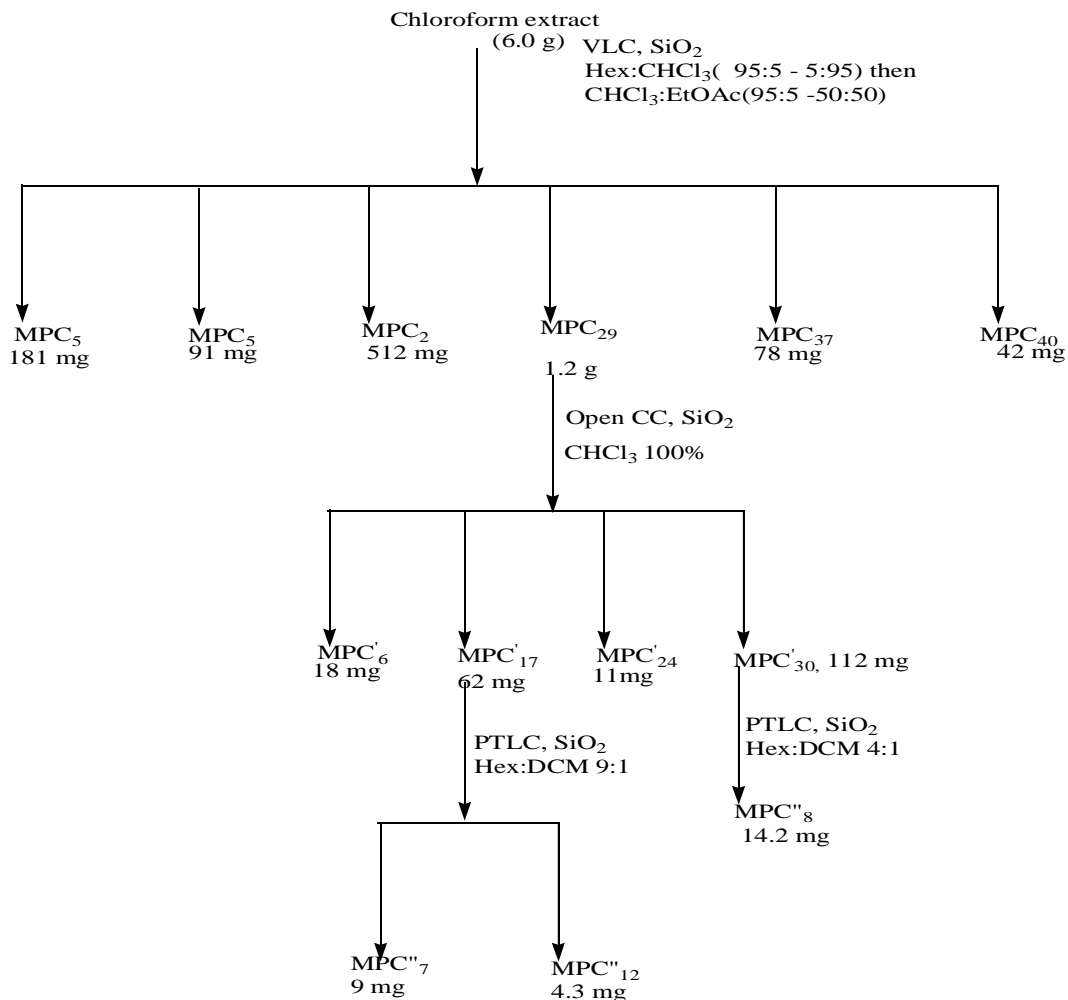 Chloroform extract
(6.0 g)
VLC, SiO₂
Hex:CHCl₃( 95:5 - 5:95) then
CHCl₃:EtOAc(95:5 -50:50)
MPC₅
181 mg
MPC₅
91 mg
MPC₂
512 mg
MPC₂₉
1.2 g
MPC₃₇
78 mg
MPC₄₀
42 mg
Open CC, SiO₂
CHCl₃ 100%
MPC'₆
18 mg
MPC'₁₇
62 mg
MPC'₂₄
11mg
MPC'₃₀, 112 mg
PTLC, SiO₂
Hex:DCM 9:1
PTLC, SiO₂
Hex:DCM 4:1
MPC"₈
14.2 mg
MPC"₇
9 mg
MPC"₁₂
4.3 mg